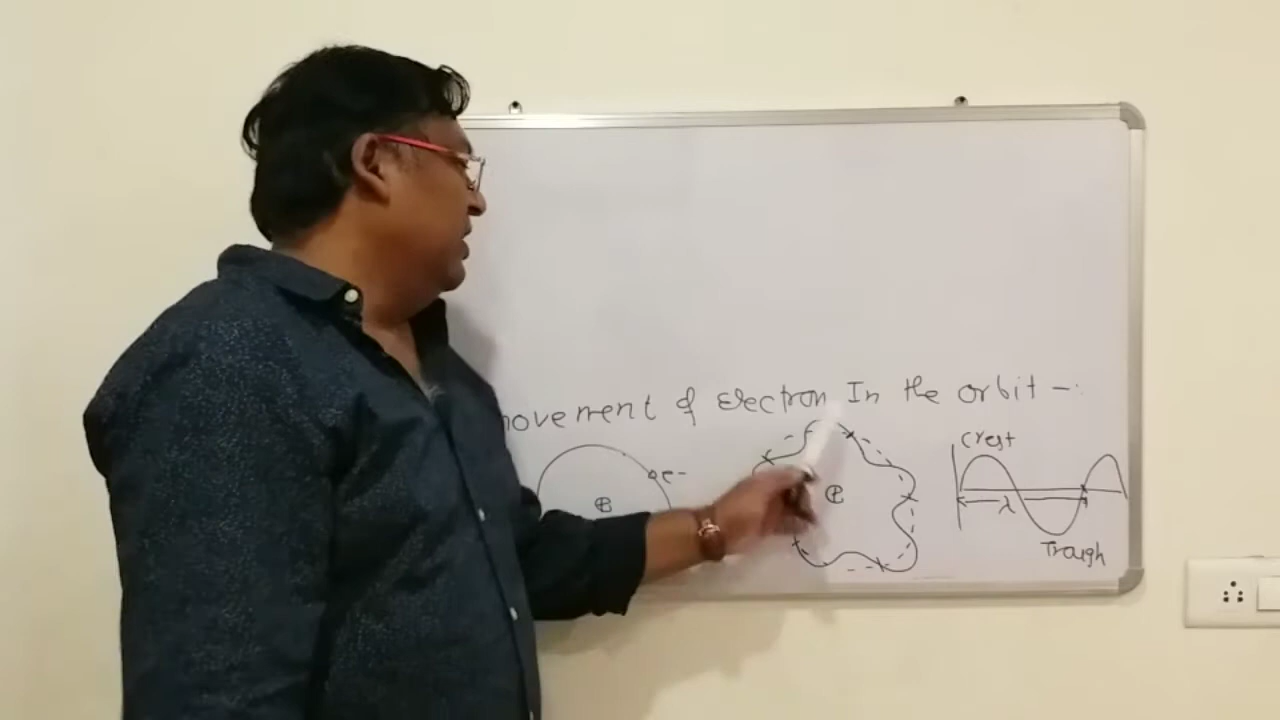 movement of Electron In the orbit -:
e-
Crest
λ
Trough